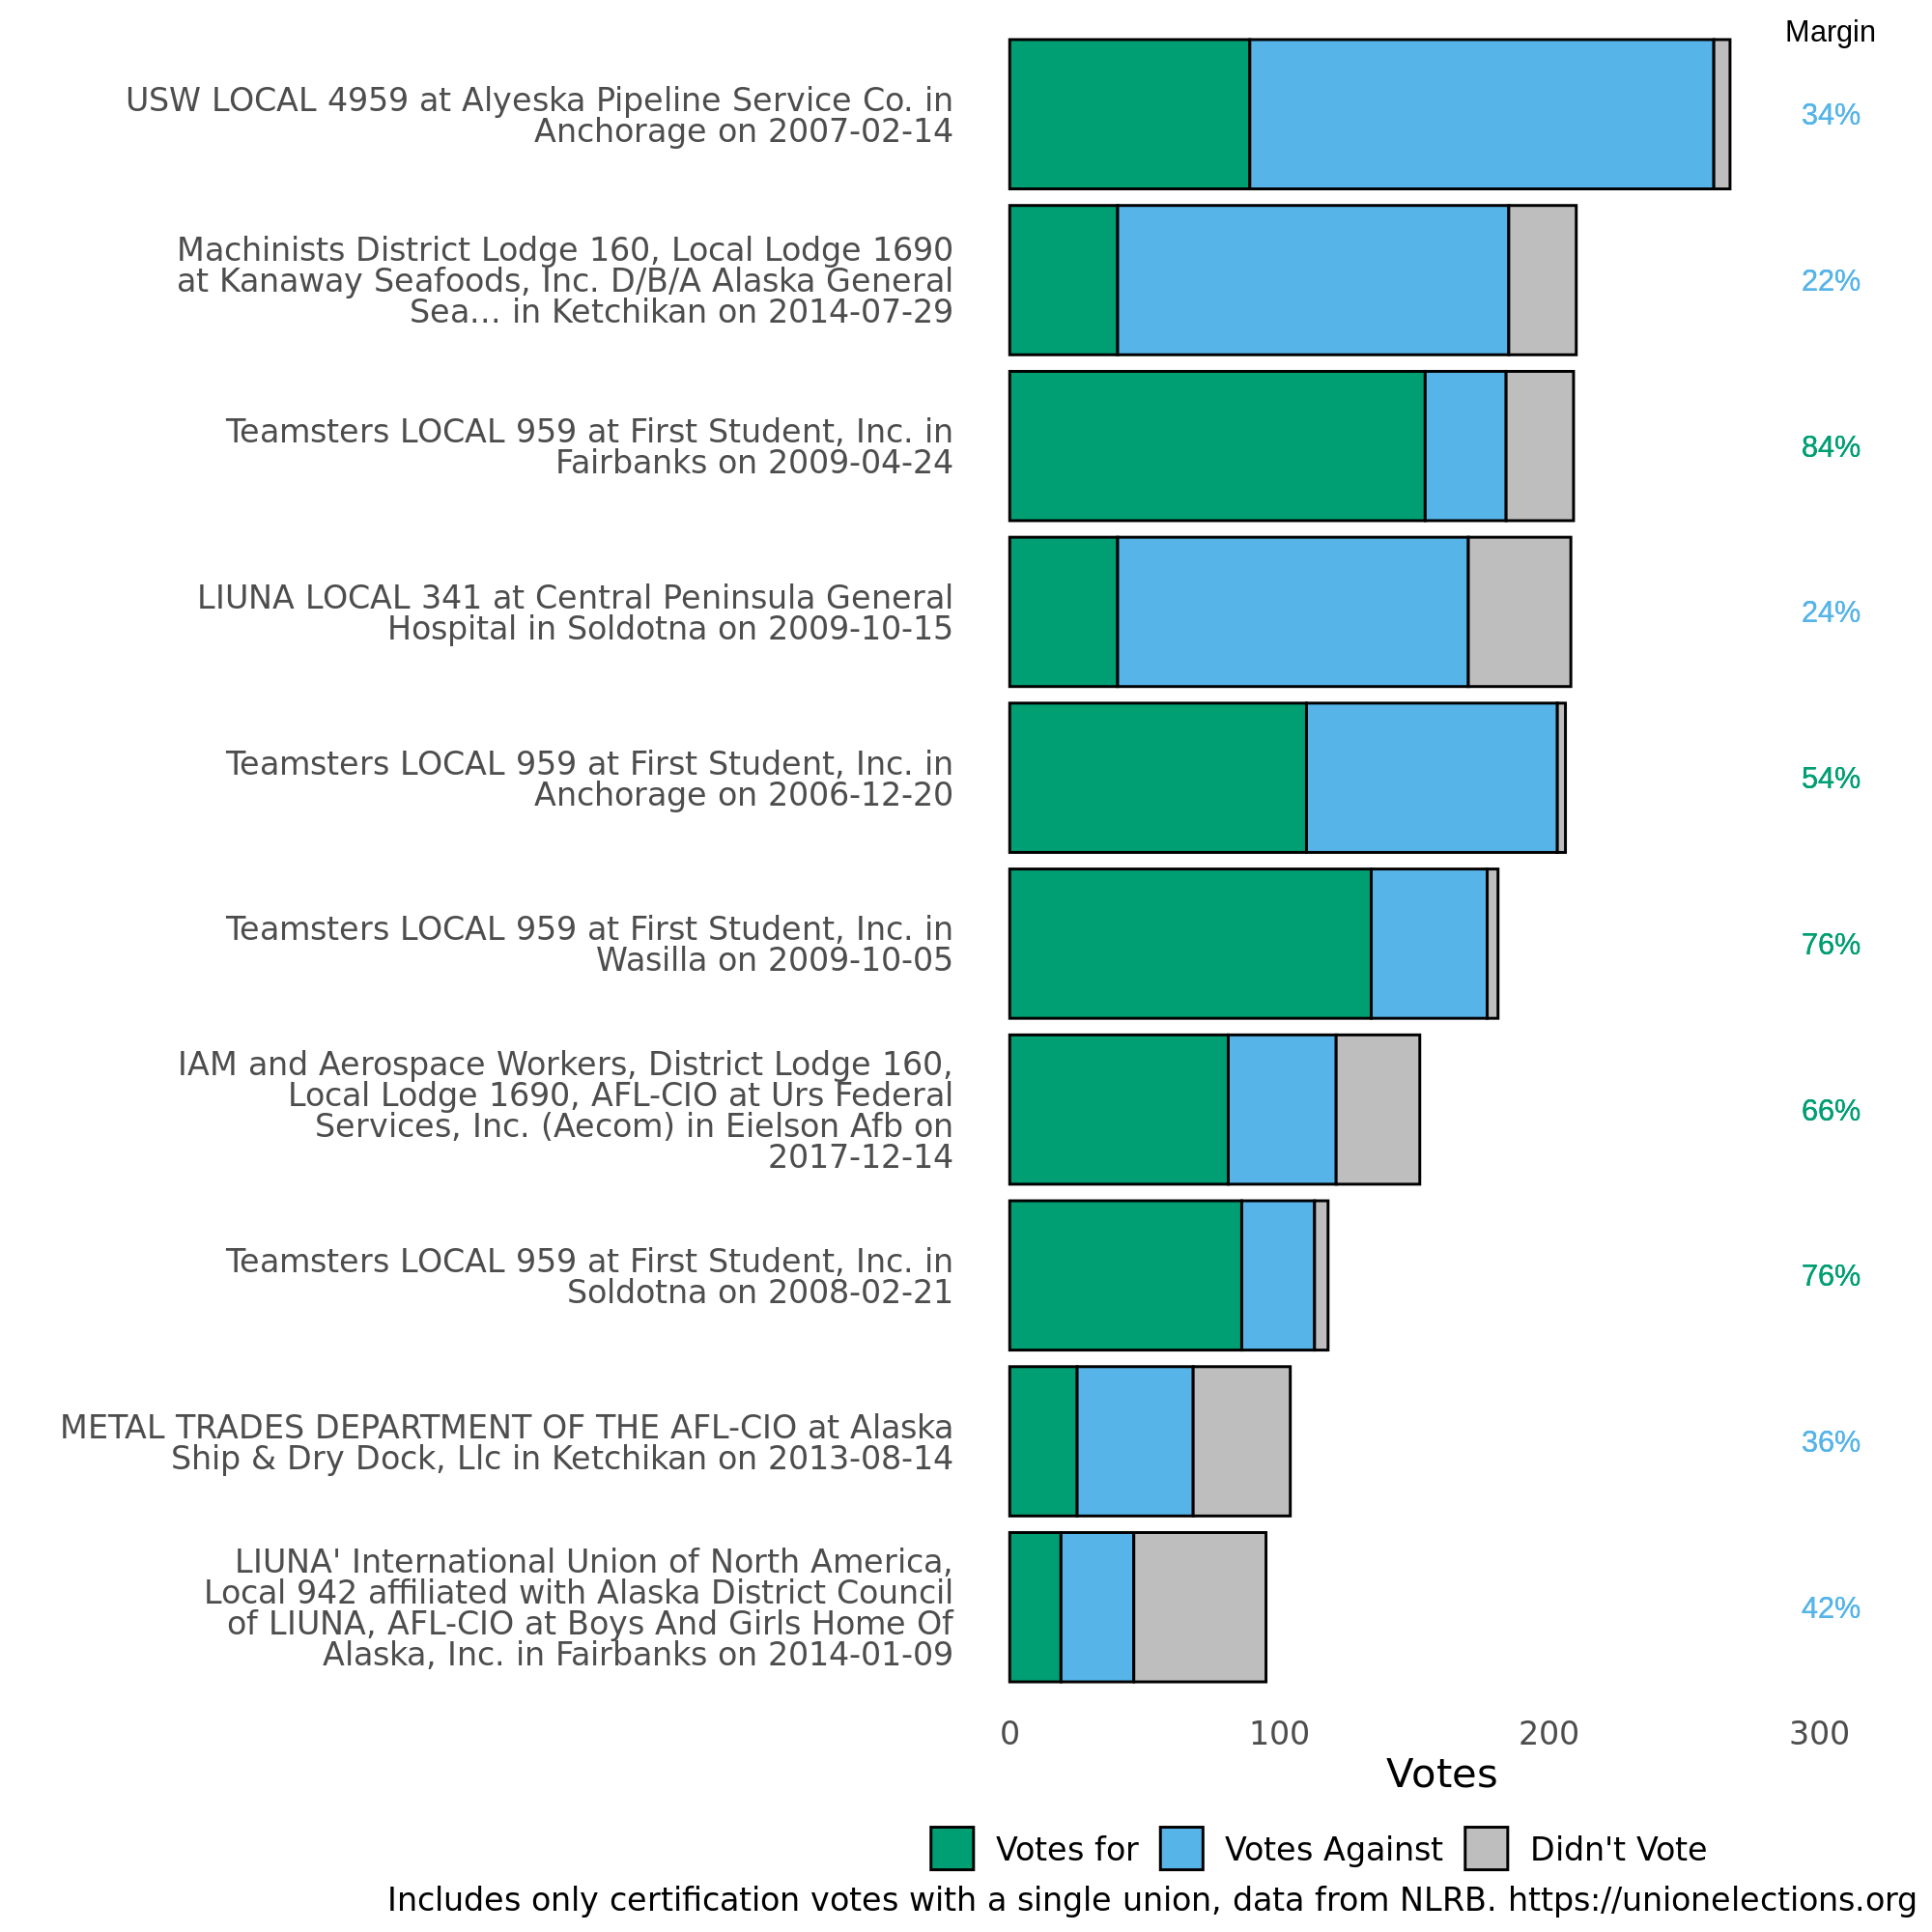 Margin
USW LOCAL 4959 at Alyeska Pipeline Service Co. in
Anchorage on 2007-02-14
34%
Machinists District Lodge 160, Local Lodge 1690
at Kanaway Seafoods, Inc. D/B/A Alaska General
Sea... in Ketchikan on 2014-07-29
22%
Teamsters LOCAL 959 at First Student, Inc. in
Fairbanks on 2009-04-24
84%
LIUNA LOCAL 341 at Central Peninsula General
Hospital in Soldotna on 2009-10-15
24%
Teamsters LOCAL 959 at First Student, Inc. in
Anchorage on 2006-12-20
54%
Teamsters LOCAL 959 at First Student, Inc. in
Wasilla on 2009-10-05
76%
IAM and Aerospace Workers, District Lodge 160,
Local Lodge 1690, AFL-CIO at Urs Federal
Services, Inc. (Aecom) in Eielson Afb on
2017-12-14
66%
Teamsters LOCAL 959 at First Student, Inc. in
Soldotna on 2008-02-21
76%
METAL TRADES DEPARTMENT OF THE AFL-CIO at Alaska
Ship & Dry Dock, Llc in Ketchikan on 2013-08-14
36%
LIUNA' International Union of North America,
Local 942 affiliated with Alaska District Council
of LIUNA, AFL-CIO at Boys And Girls Home Of
Alaska, Inc. in Fairbanks on 2014-01-09
42%
0 100 200 300
Votes
Votes for Votes Against Didn't Vote
Includes only certification votes with a single union, data from NLRB. https://unionelections.org